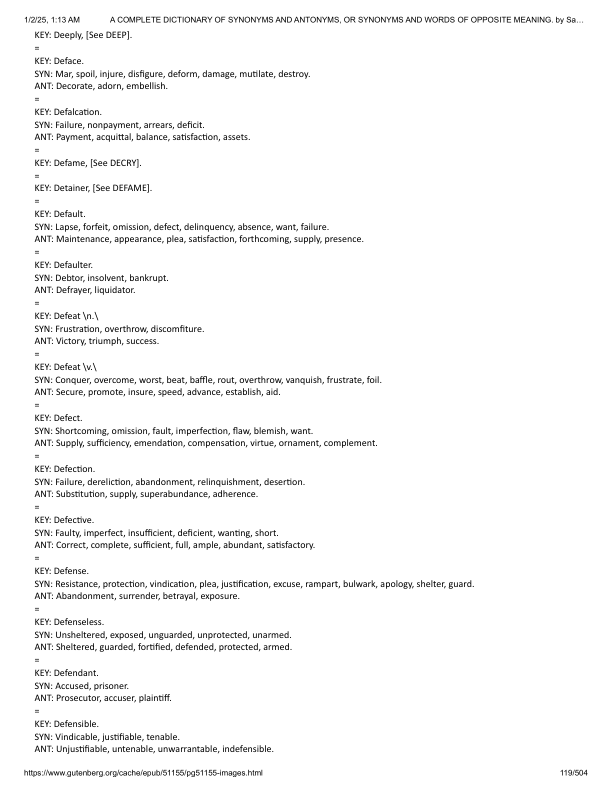 1/2/25, 1:13 AM A COMPLETE DICTIONARY OF SYNONYMS AND ANTONYMS, OR SYNONYMS AND WORDS OF OPPOSITE MEANING. by Sa…
KEY: Deeply, [See DEEP].
=
KEY: Deface.
SYN: Mar, spoil, injure, disfigure, deform, damage, mutilate, destroy.
ANT: Decorate, adorn, embellish.
=
KEY: Defalcation.
SYN: Failure, nonpayment, arrears, deficit.
ANT: Payment, acquittal, balance, satisfaction, assets.
=
KEY: Defame, [See DECRY].
=
KEY: Detainer, [See DEFAME].
=
KEY: Default.
SYN: Lapse, forfeit, omission, defect, delinquency, absence, want, failure.
ANT: Maintenance, appearance, plea, satisfaction, forthcoming, supply, presence.
=
KEY: Defaulter.
SYN: Debtor, insolvent, bankrupt.
ANT: Defrayer, liquidator.
=
KEY: Defeat \n.\
SYN: Frustration, overthrow, discomfiture.
ANT: Victory, triumph, success.
=
KEY: Defeat \v.\
SYN: Conquer, overcome, worst, beat, baffle, rout, overthrow, vanquish, frustrate, foil.
ANT: Secure, promote, insure, speed, advance, establish, aid.
=
KEY: Defect.
SYN: Shortcoming, omission, fault, imperfection, flaw, blemish, want.
ANT: Supply, sufficiency, emendation, compensation, virtue, ornament, complement.
=
KEY: Defection.
SYN: Failure, dereliction, abandonment, relinquishment, desertion.
ANT: Substitution, supply, superabundance, adherence.
=
KEY: Defective.
SYN: Faulty, imperfect, insufficient, deficient, wanting, short.
ANT: Correct, complete, sufficient, full, ample, abundant, satisfactory.
=
KEY: Defense.
SYN: Resistance, protection, vindication, plea, justification, excuse, rampart, bulwark, apology, shelter, guard.
ANT: Abandonment, surrender, betrayal, exposure.
=
KEY: Defenseless.
SYN: Unsheltered, exposed, unguarded, unprotected, unarmed.
ANT: Sheltered, guarded, fortified, defended, protected, armed.
=
KEY: Defendant.
SYN: Accused, prisoner.
ANT: Prosecutor, accuser, plaintiff.
=
KEY: Defensible.
SYN: Vindicable, justifiable, tenable.
ANT: Unjustifiable, untenable, unwarrantable, indefensible.
https://www.gutenberg.org/cache/epub/51155/pg51155-images.html 119/504